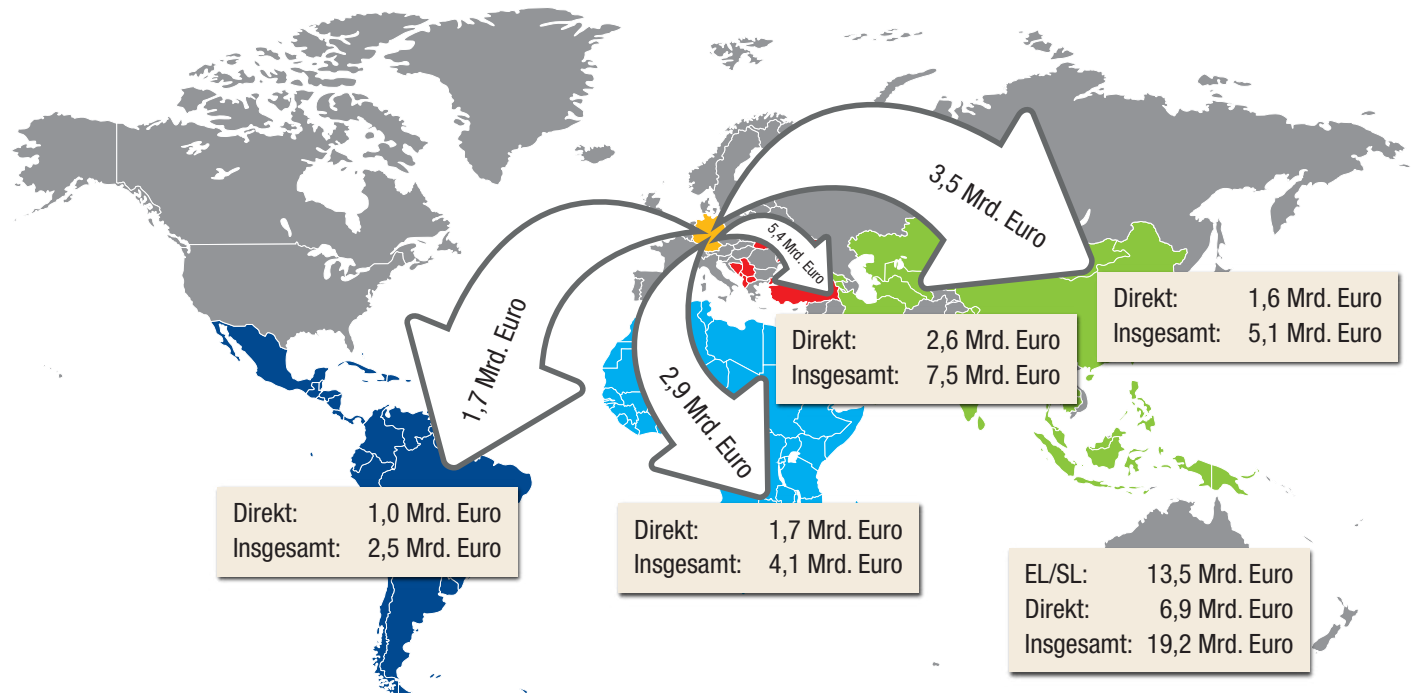 3,5 Mrd. Euro
5,4 Mrd. Euro
1,7 Mrd. Euro
2,9 Mrd. Euro
Direkt: 1,6 Mrd. Euro
Insgesamt: 5,1 Mrd. Euro
Direkt: 2,6 Mrd. Euro
Insgesamt: 7,5 Mrd. Euro
Direkt: 1,0 Mrd. Euro
Insgesamt: 2,5 Mrd. Euro
Direkt: 1,7 Mrd. Euro
Insgesamt: 4,1 Mrd. Euro
EL/SL: 13,5 Mrd. Euro
Direkt: 6,9 Mrd. Euro
Insgesamt: 19,2 Mrd. Euro